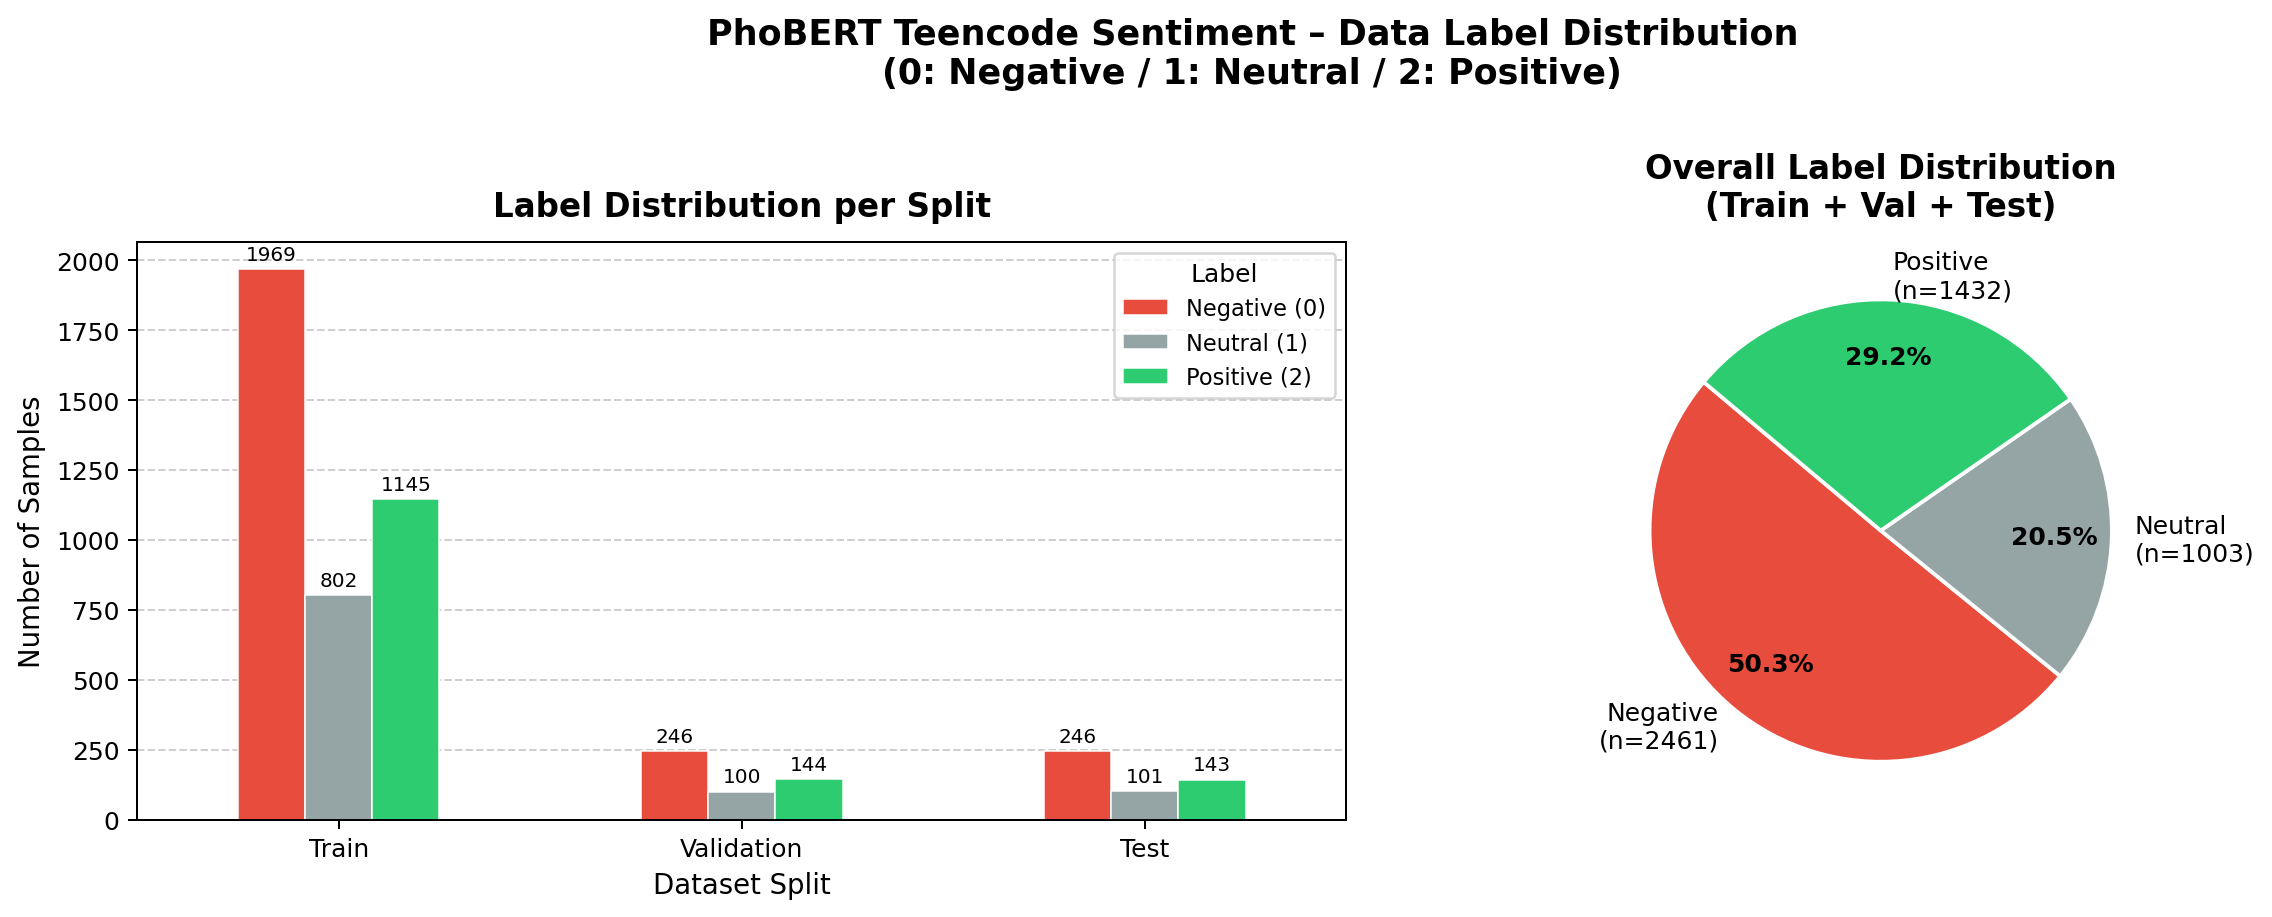 PhoBERT Teencode Sentiment – Data Label Distribution
(0: Negative / 1: Neutral / 2: Positive)
Label Distribution per Split
Number of Samples
2000
1750
1500
1250
1000
750
500
250
0
1969
802
1145
246
100
144
246
101
143
Label
Negative (0)
Neutral (1)
Positive (2)
Train
Validation
Test
Dataset Split
Overall Label Distribution
(Train + Val + Test)
Positive
(n=1432)
29.2%
20.5%
Neutral
(n=1003)
50.3%
Negative
(n=2461)